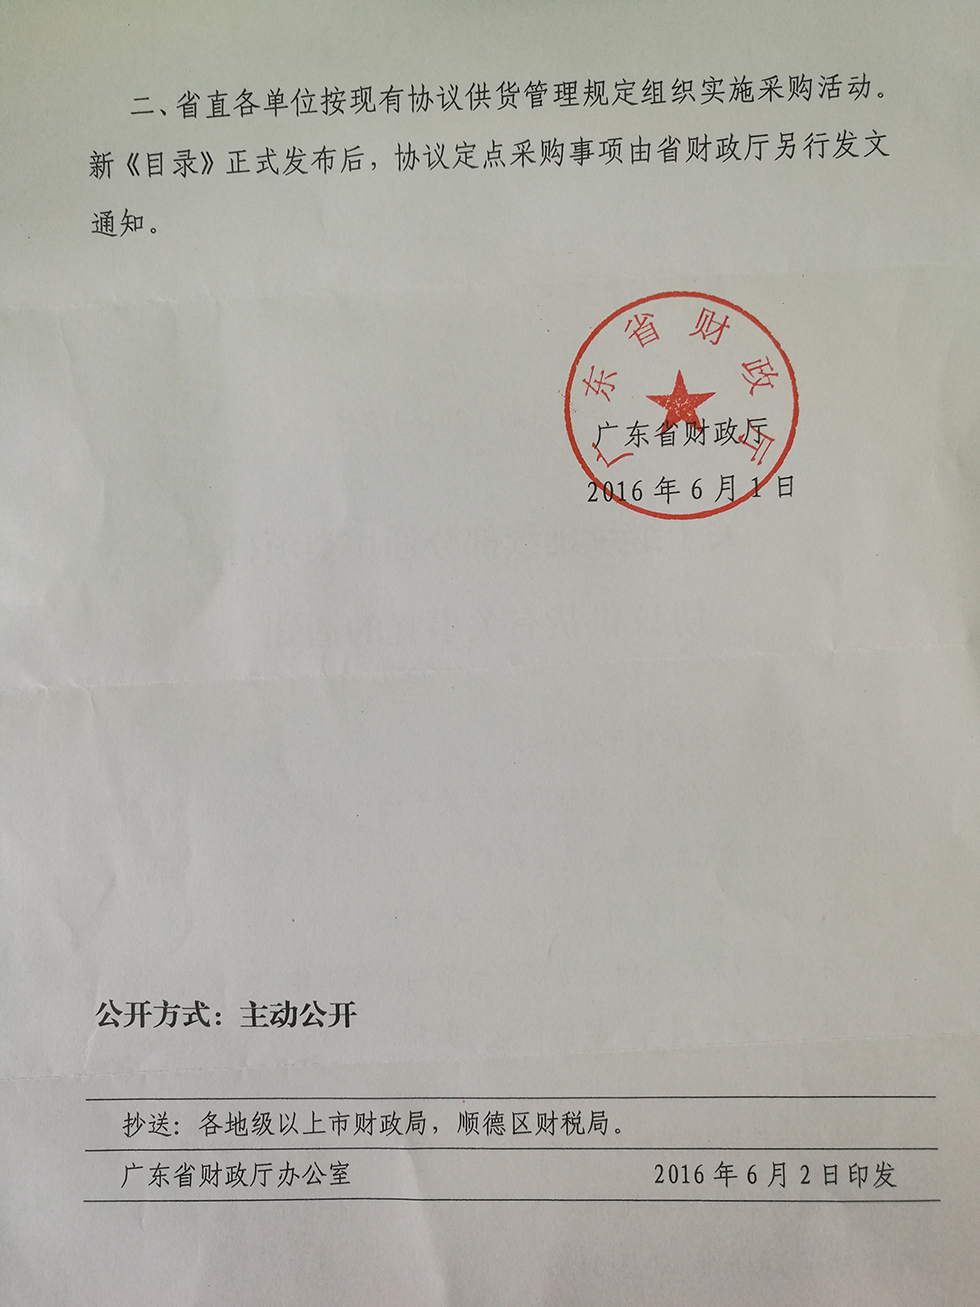 二、省直各单位按现有协议供货管理规定组织实施采购活动。
新《目录》正式发布后，协议定点采购事项由省财政厅另行发文
通知。
广东省财政厅
广东省财政厅
2016年6月1日
公开方式：主动公开
抄送：各地级以上市财政局，顺德区财税局。
广东省财政厅办公室 2016年6月2日印发